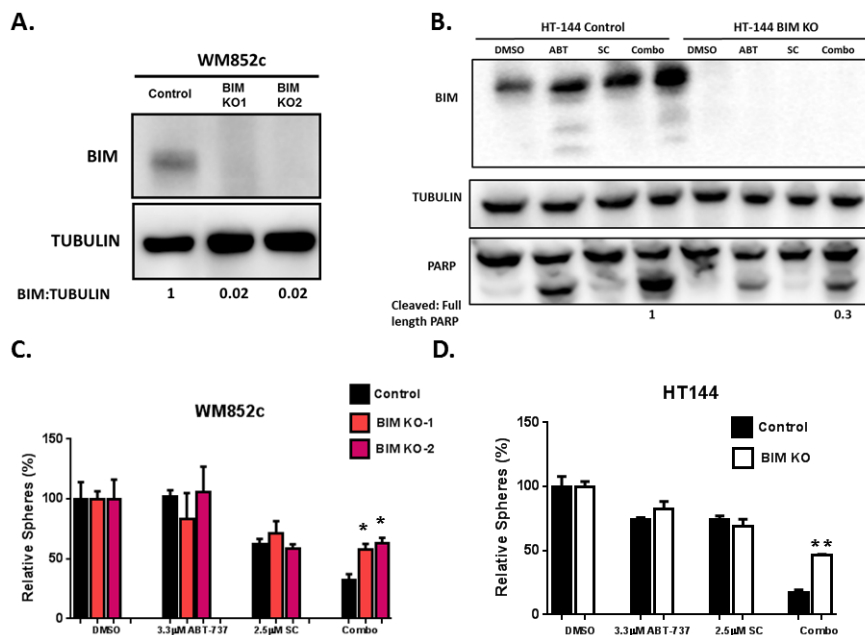 A.
WM852c
Control BIM KO1 BIM KO2
BIM
TUBULIN
BIM:TUBULIN 1 0.02 0.02
B.
HT-144 Control HT-144 BIM KO
DMSO ABT SC Combo DMSO ABT SC Combo
BIM
TUBULIN
PARP
Cleaved: Full
length PARP
1 0.3
C.
WM852c
Control
BIM KO-1
BIM KO-2
Relative Spheres (%)
150
100
50
0
* *
DMSO 3.3μM ABT-737 2.5μM SC Combo
D.
HT144
Control
BIM KO
Relative Spheres (%)
150
100
50
0
**
DMSO 3.3μM ABT-737 2.5μM SC Combo